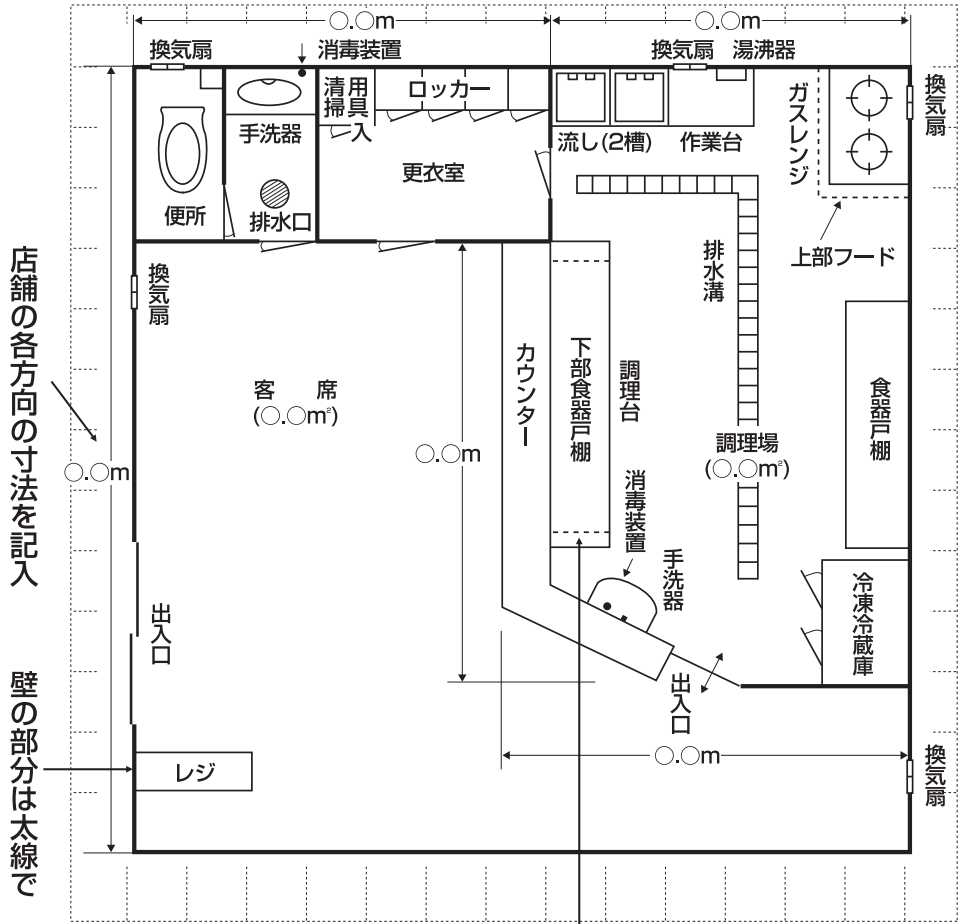 ○.○m
○.○m
換気扇
消毒装置
換気扇
湯沸器
清掃用具入
ロッカー
ガスレンジ
換気扇
手洗器
流し(2槽)
作業台
更衣室
便所
排水口
上部フード
店舗の各方向の寸法を記入
換気扇
排水溝
カウンター
下部食器戸棚
調理台
客 席
(○.○㎡)
食器戸棚
○.○m
○.○m
調理場
(○.○㎡)
消毒装置
手洗器
冷凍冷蔵庫
出入口
出入口
壁の部分は太線で
レジ
○.○m
換気扇